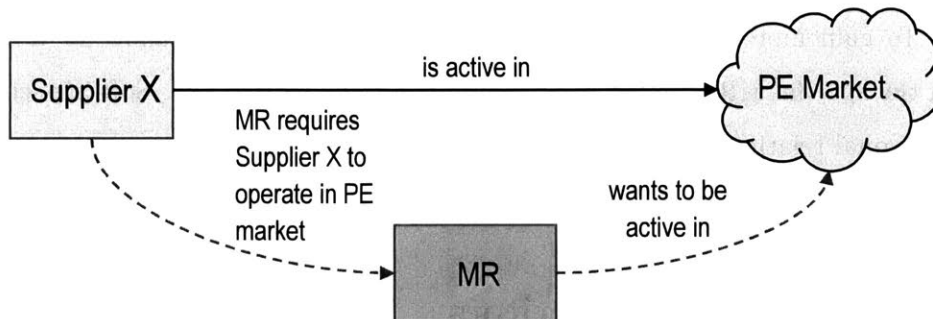 Supplier X
is active in
PE Market
MR requires
Supplier X to
operate in PE
market
wants to be
active in
MR